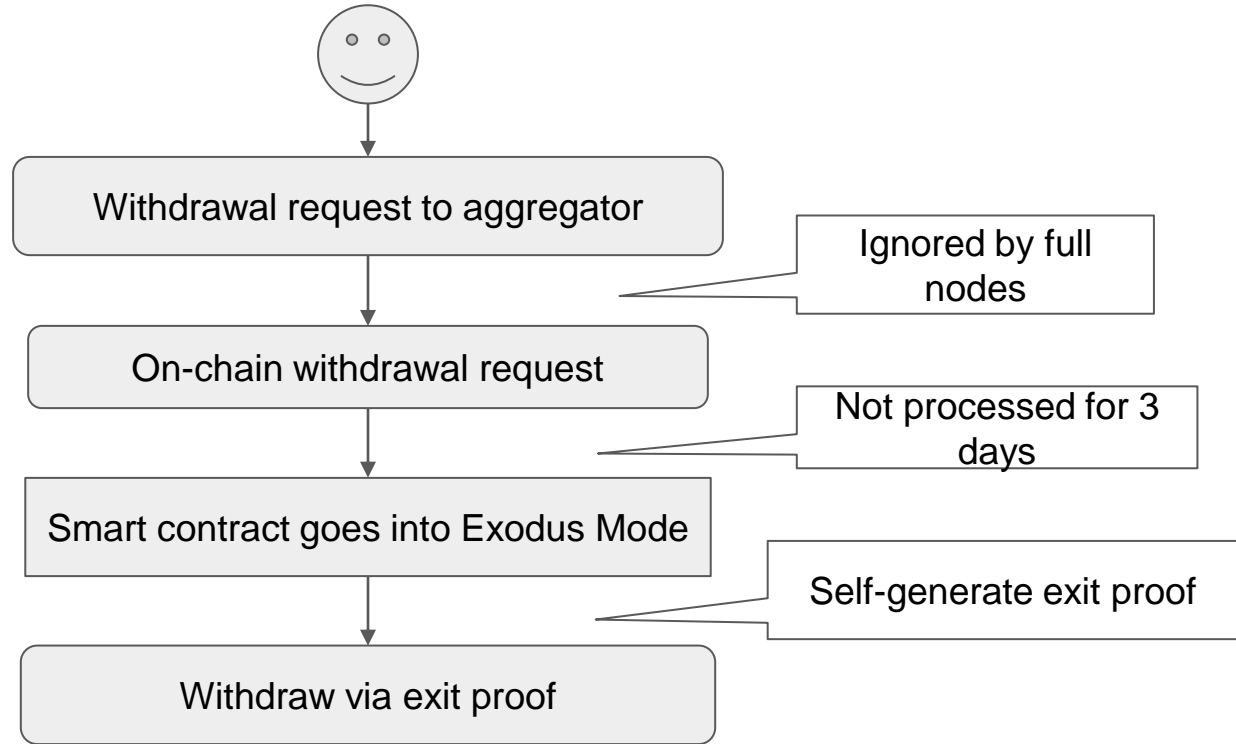 Withdrawal request to aggregator
Ignored by full
nodes
On-chain withdrawal request
Not processed for 3
days
Smart contract goes into Exodus Mode
Self-generate exit proof
Withdraw via exit proof